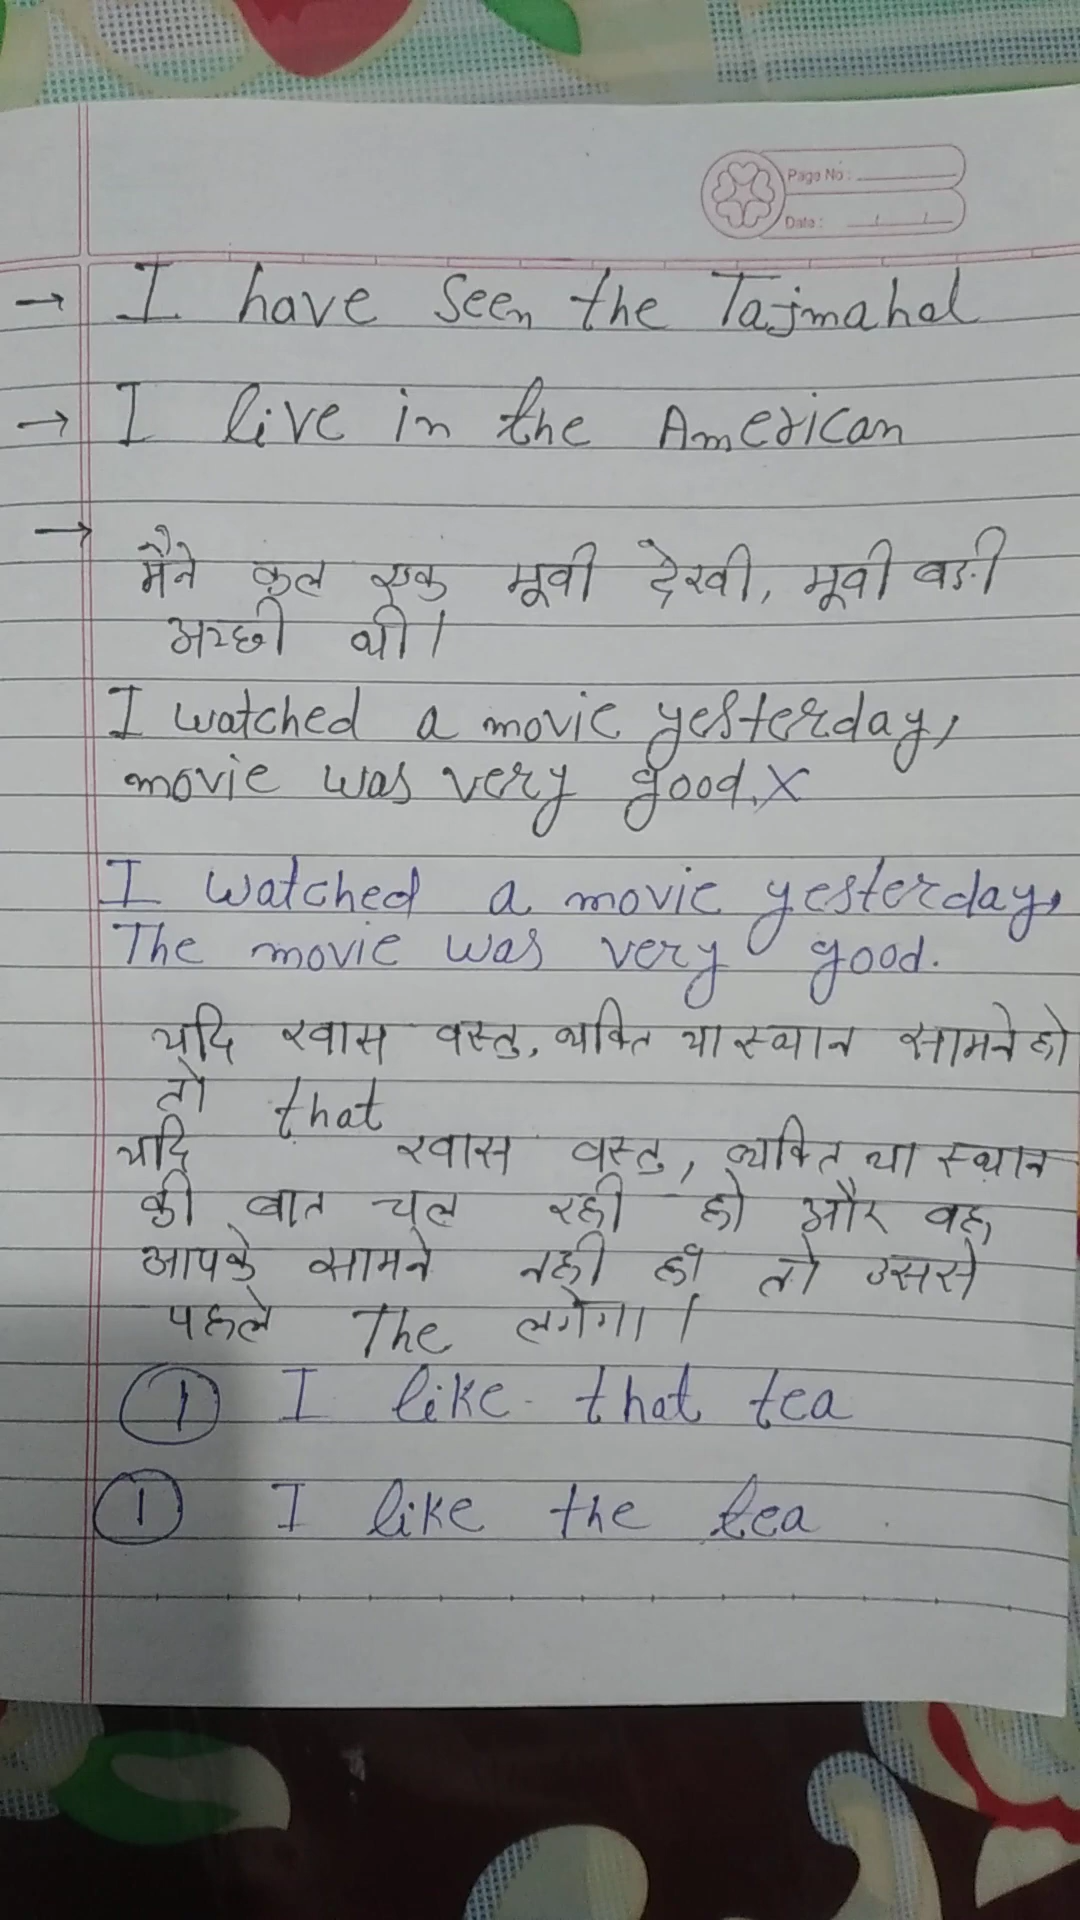 Page No :
Date :
→ I have seen the Tajmahal
→ I live in the American
→
मैने कल एक मूवी देखी, मूवी बडी
अच्छी थी।
I watched a movie yesterday,
movie was very good. X
I watched a movie yesterday,
The movie was very good.
यदि खास वस्तु, व्यक्ति या स्थान सामने हो
तो that
यदि खास वस्तु, व्यक्ति या स्थान
की बात चल रही हो और वह
आपके सामने नही हो तो उससे
पहले The लगेगा।
① I like that tea
① I like the tea